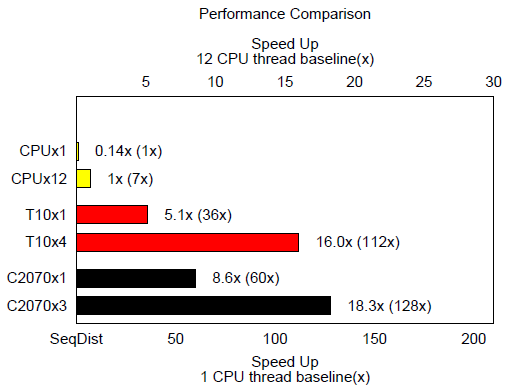 Performance Comparison
Speed Up
12 CPU thread baseline(x)
5 10 15 20 25 30
CPUx1 0.14x (1x)
CPUx12 1x (7x)
T10x1 5.1x (36x)
T10x4 16.0x (112x)
C2070x1 8.6x (60x)
C2070x3 18.3x (128x)
SeqDist 50 100 150 200
Speed Up
1 CPU thread baseline(x)